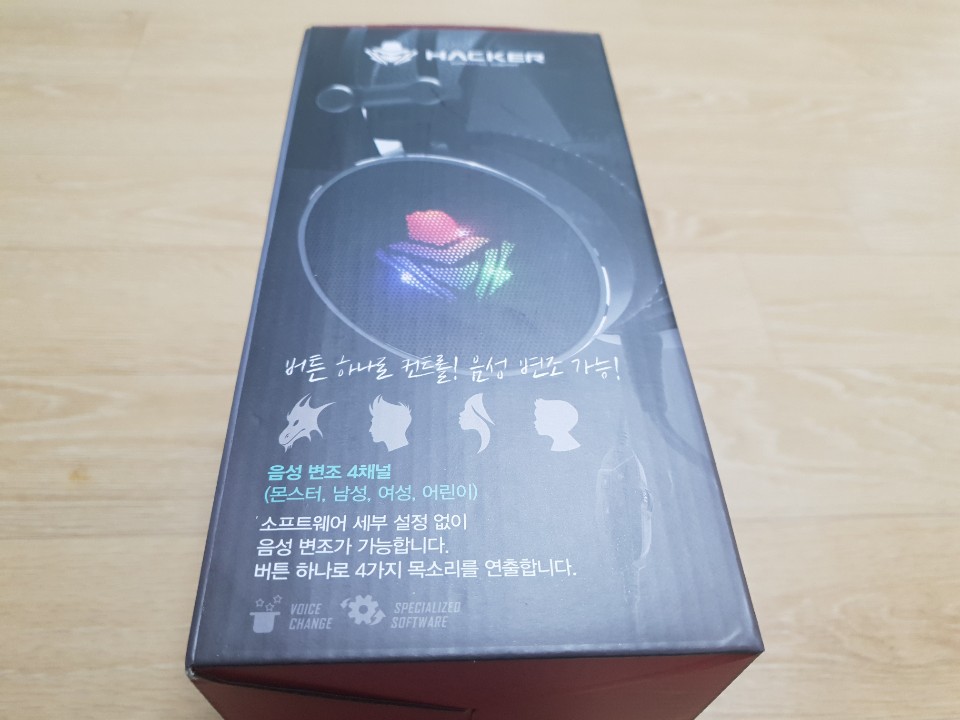 HACKER
버튼 하나로 컨트롤! 음성 변조 가능!
음성 변조 4채널
(몬스터, 남성, 여성, 어린이)
소프트웨어 세부 설정 없이
음성 변조가 가능합니다.
버튼 하나로 4가지 목소리를 연출합니다.
VOICE
CHANGE
SPECIALIZED
SOFTWARE